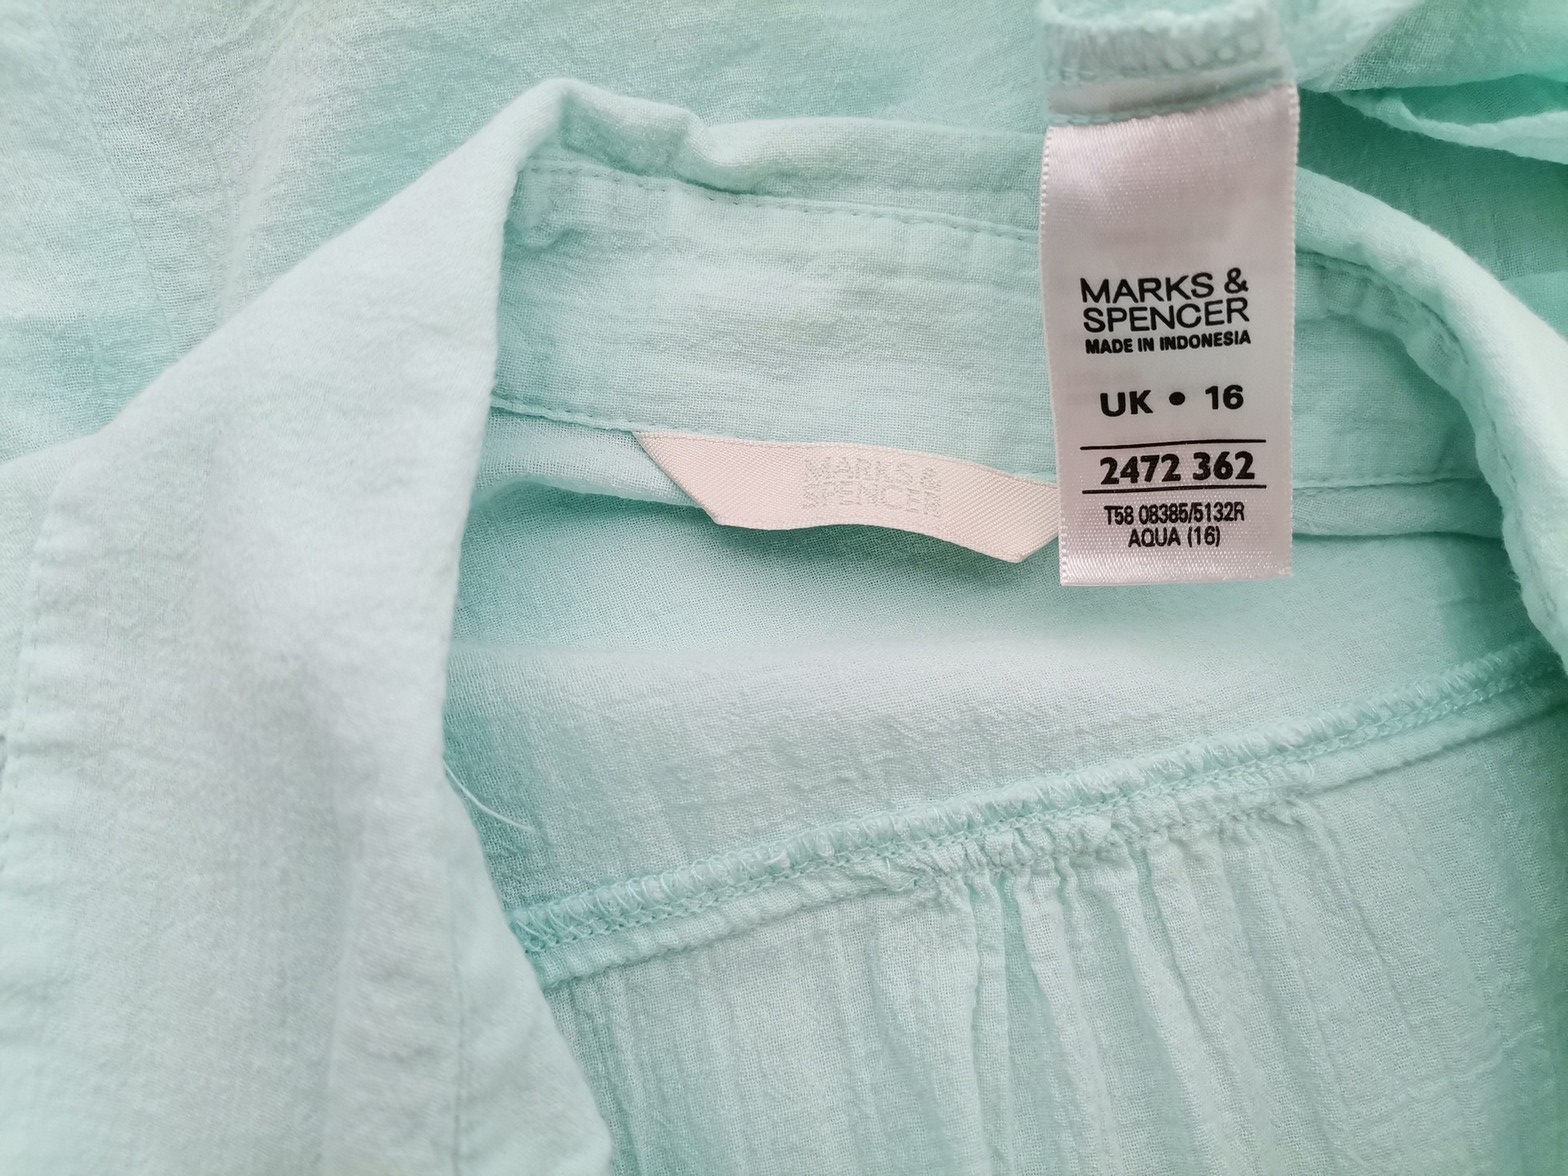 MARKS &
SPENCER
MADE IN INDONESIA
UK • 16
2472 362
T58 08385/5132R
AQUA (16)
MARKS &
SPENCER